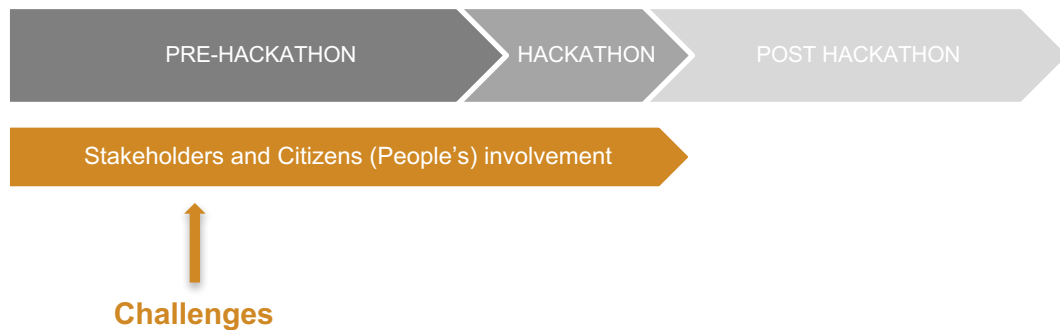 PRE-HACKATHON
HACKATHON
POST HACKATHON
Stakeholders and Citizens (People's) involvement
Challenges